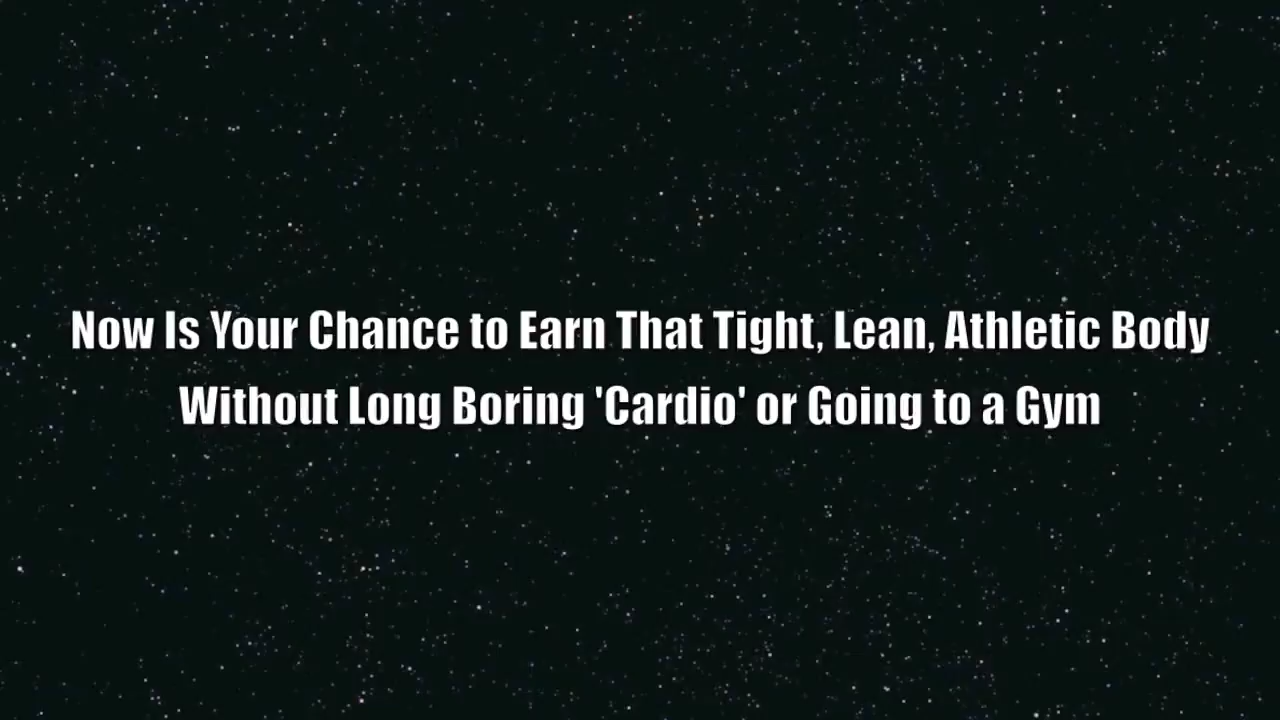 Now Is Your Chance to Earn That Tight, Lean, Athletic Body
Without Long Boring 'Cardio' or Going to a Gym